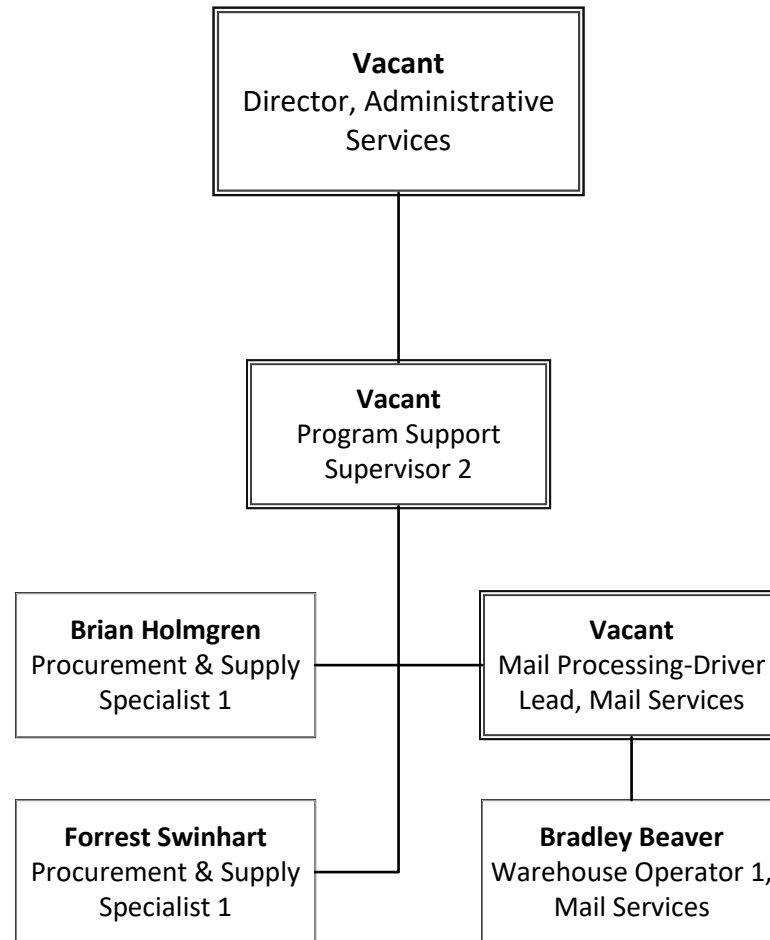 Vacant
Director, Administrative
Services
Vacant
Program Support
Supervisor 2
Brian Holmgren
Procurement & Supply
Specialist 1
Vacant
Mail Processing-Driver
Lead, Mail Services
Forrest Swinhart
Procurement & Supply
Specialist 1
Bradley Beaver
Warehouse Operator 1,
Mail Services